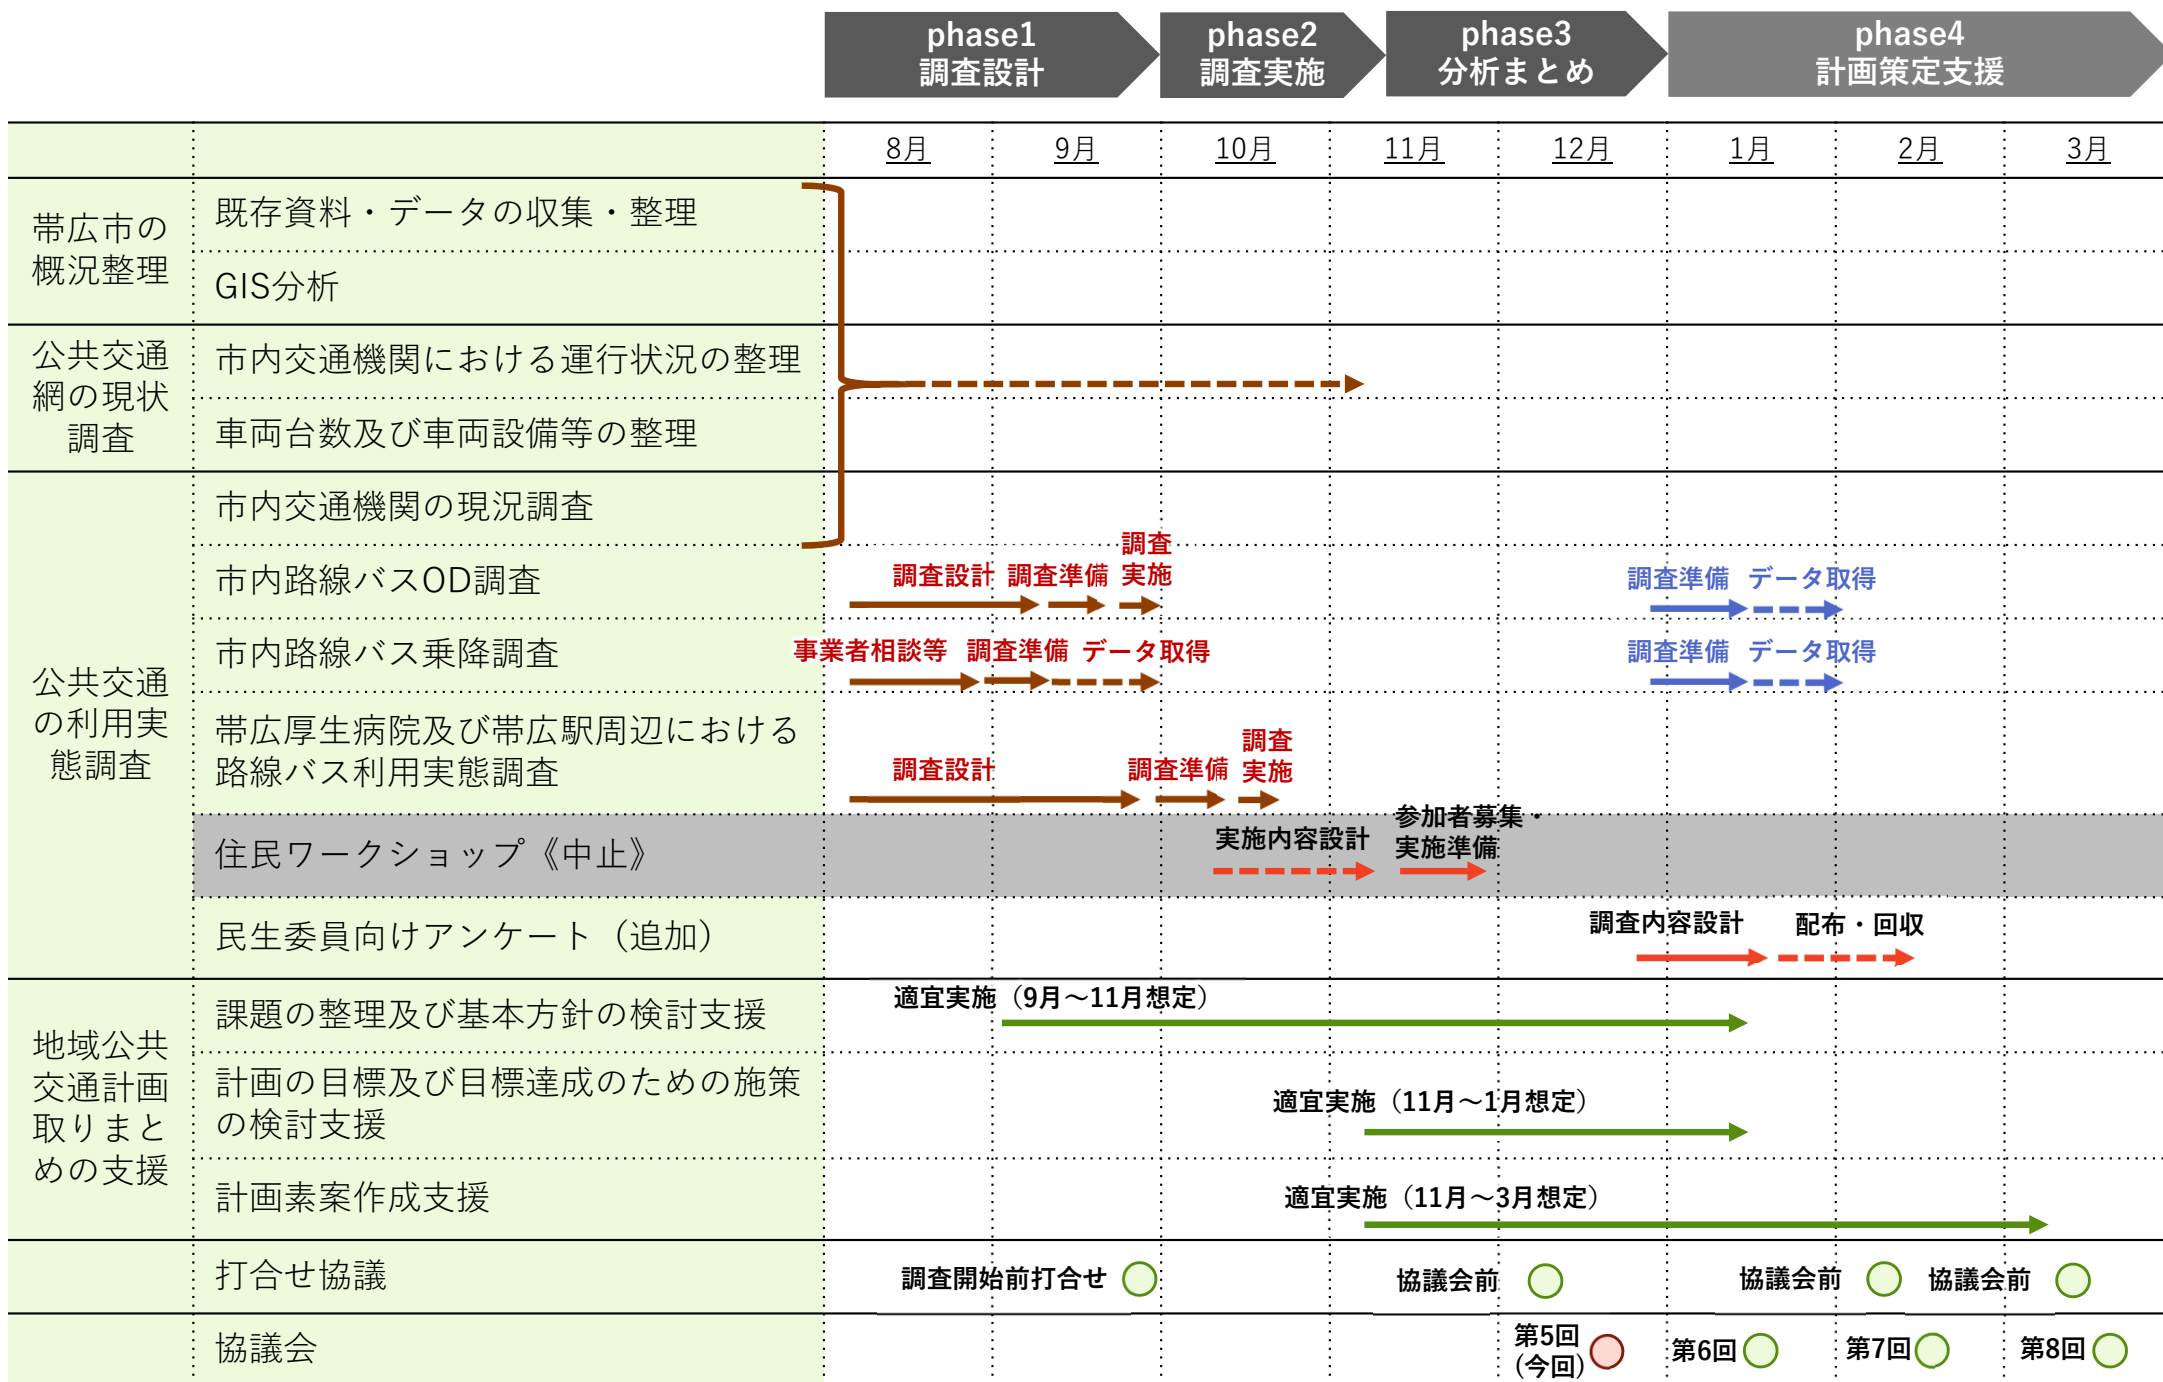 phase1
調査設計
phase2
調査実施
phase3
分析まとめ
phase4
計画策定支援
8月
9月
10月
11月
12月
1月
2月
3月
帯広市の
概況整理
既存資料・データの収集・整理
GIS分析
公共交通
網の現状
調査
市内交通機関における運行状況の整理
車両台数及び車両設備等の整理
公共交通
の利用実
態調査
市内交通機関の現況調査
市内路線バスOD調査
調査設計
調査準備
調査
実施
調査準備
データ取得
市内路線バス乗降調査
事業者相談等
調査準備
データ取得
調査準備
データ取得
帯広厚生病院及び帯広駅周辺における
路線バス利用実態調査
調査設計
調査準備
調査
実施
住民ワークショップ《中止》
実施内容設計
参加者募集・
実施準備
民生委員向けアンケート（追加）
調査内容設計
配布・回収
地域公共
交通計画
取りまと
めの支援
課題の整理及び基本方針の検討支援
適宜実施（9月～11月想定）
計画の目標及び目標達成のための施策
の検討支援
適宜実施（11月～1月想定）
計画素案作成支援
適宜実施（11月～3月想定）
打合せ協議
調査開始前打合せ
協議会前
協議会前
協議会前
協議会
第5回
(今回)
第6回
第7回
第8回